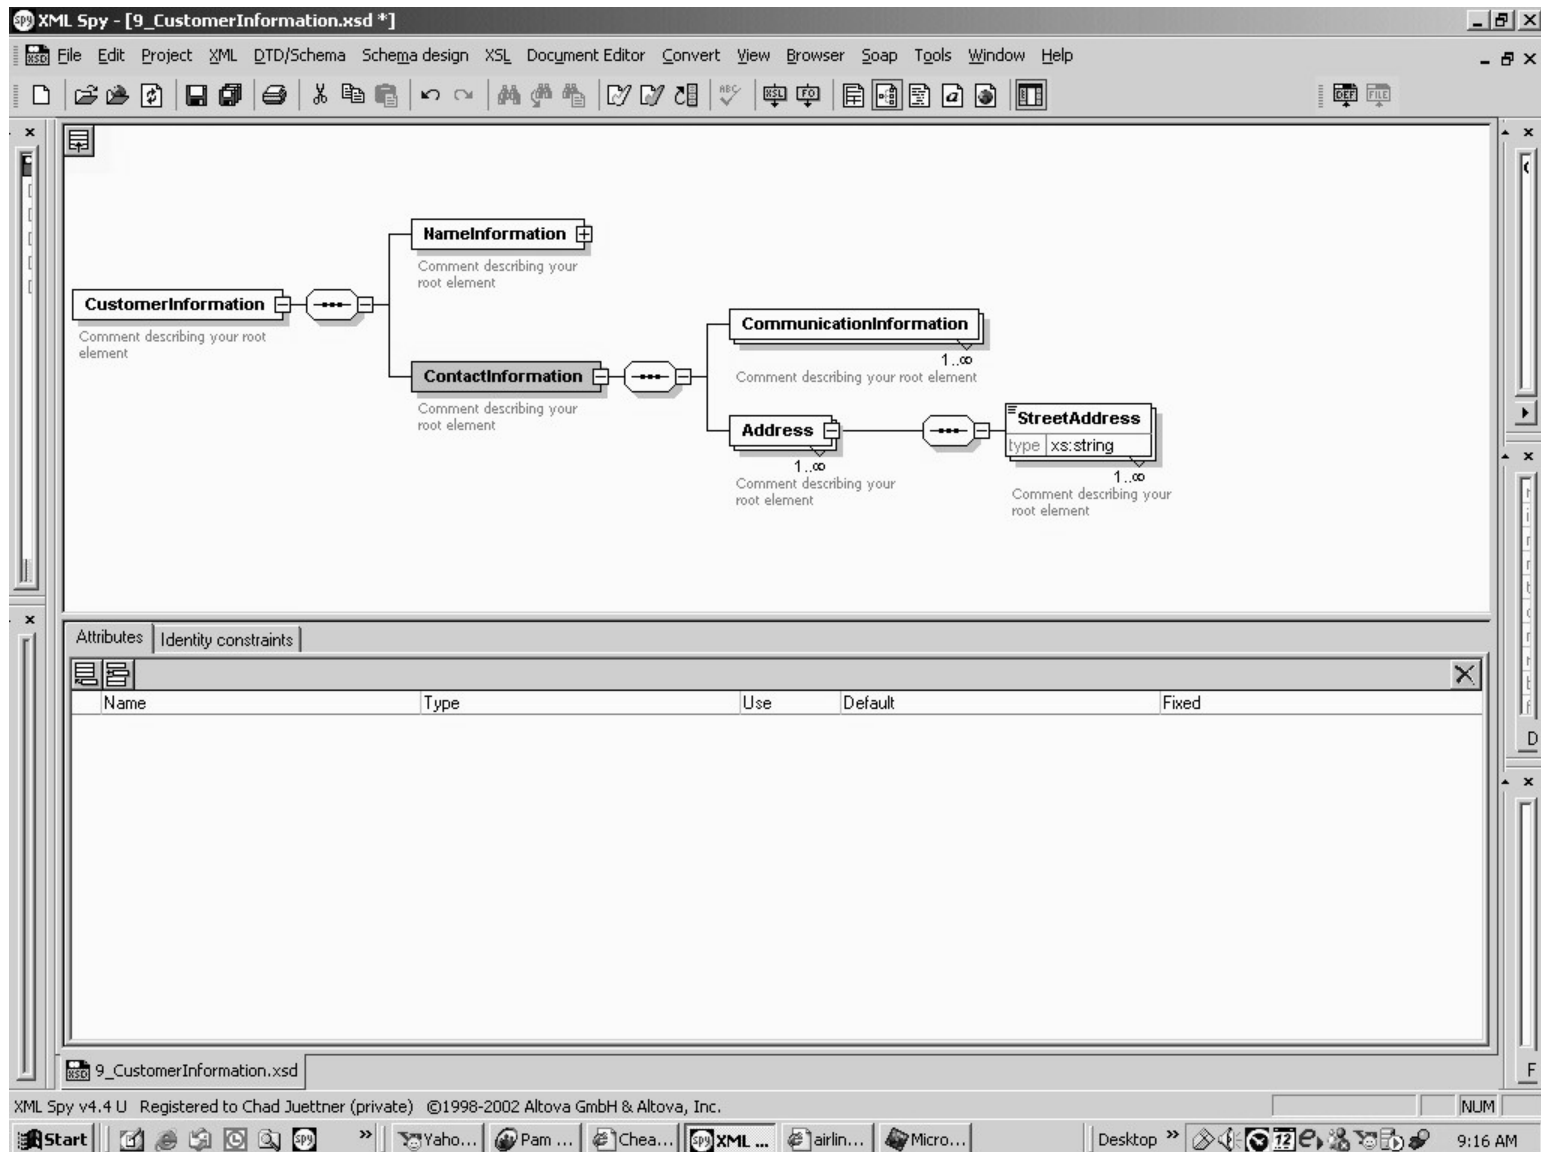 spy XML Spy - [9_CustomerInformation.xsd *]
File Edit Project XML DTD/Schema Schema design XSL Document Editor Convert View Browser Soap Tools Window Help
NameInformation
Comment describing your
root element
CustomerInformation
Comment describing your root
element
CommunicationInformation
1..∞
Comment describing your root element
ContactInformation
Comment describing your
root element
Address
1..∞
Comment describing your
root element
StreetAddress
type xs:string
1..∞
Comment describing your
root element
Attributes Identity constraints
Name Type Use Default Fixed
9_CustomerInformation.xsd
XML Spy v4.4 U Registered to Chad Juettner (private) ©1998-2002 Altova GmbH & Altova, Inc. NUM
Start Yaho... Pam ... Chea... XML ... airlin... Micro... Desktop » 12 9:16 AM